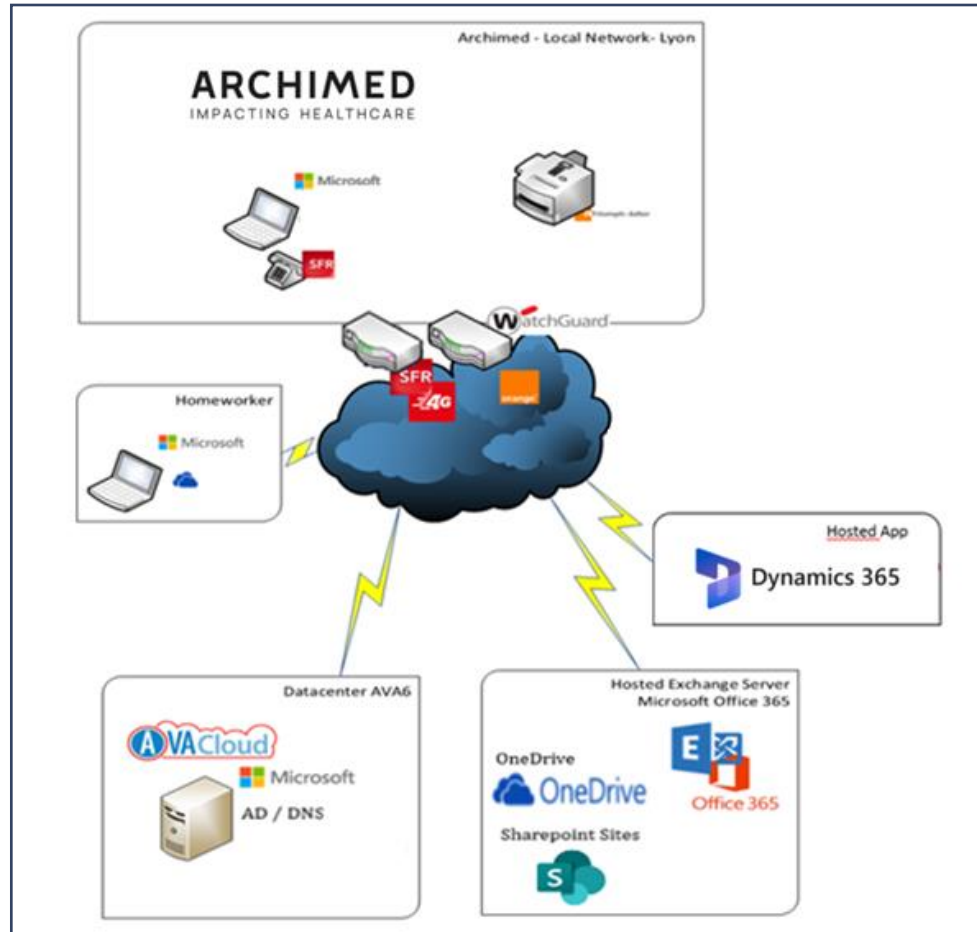 Archimed - Local Network- Lyon
ARCHIMED
IMPACTING HEALTHCARE
Microsoft
SFR
WatchGuard
SFR
4G
orange
Homeworker
Microsoft
Hosted App
Dynamics 365
Datacenter AVA6
AVACloud
Microsoft
AD / DNS
Hosted Exchange Server
Microsoft Office 365
OneDrive
OneDrive
E
Office 365
Sharepoint Sites
S